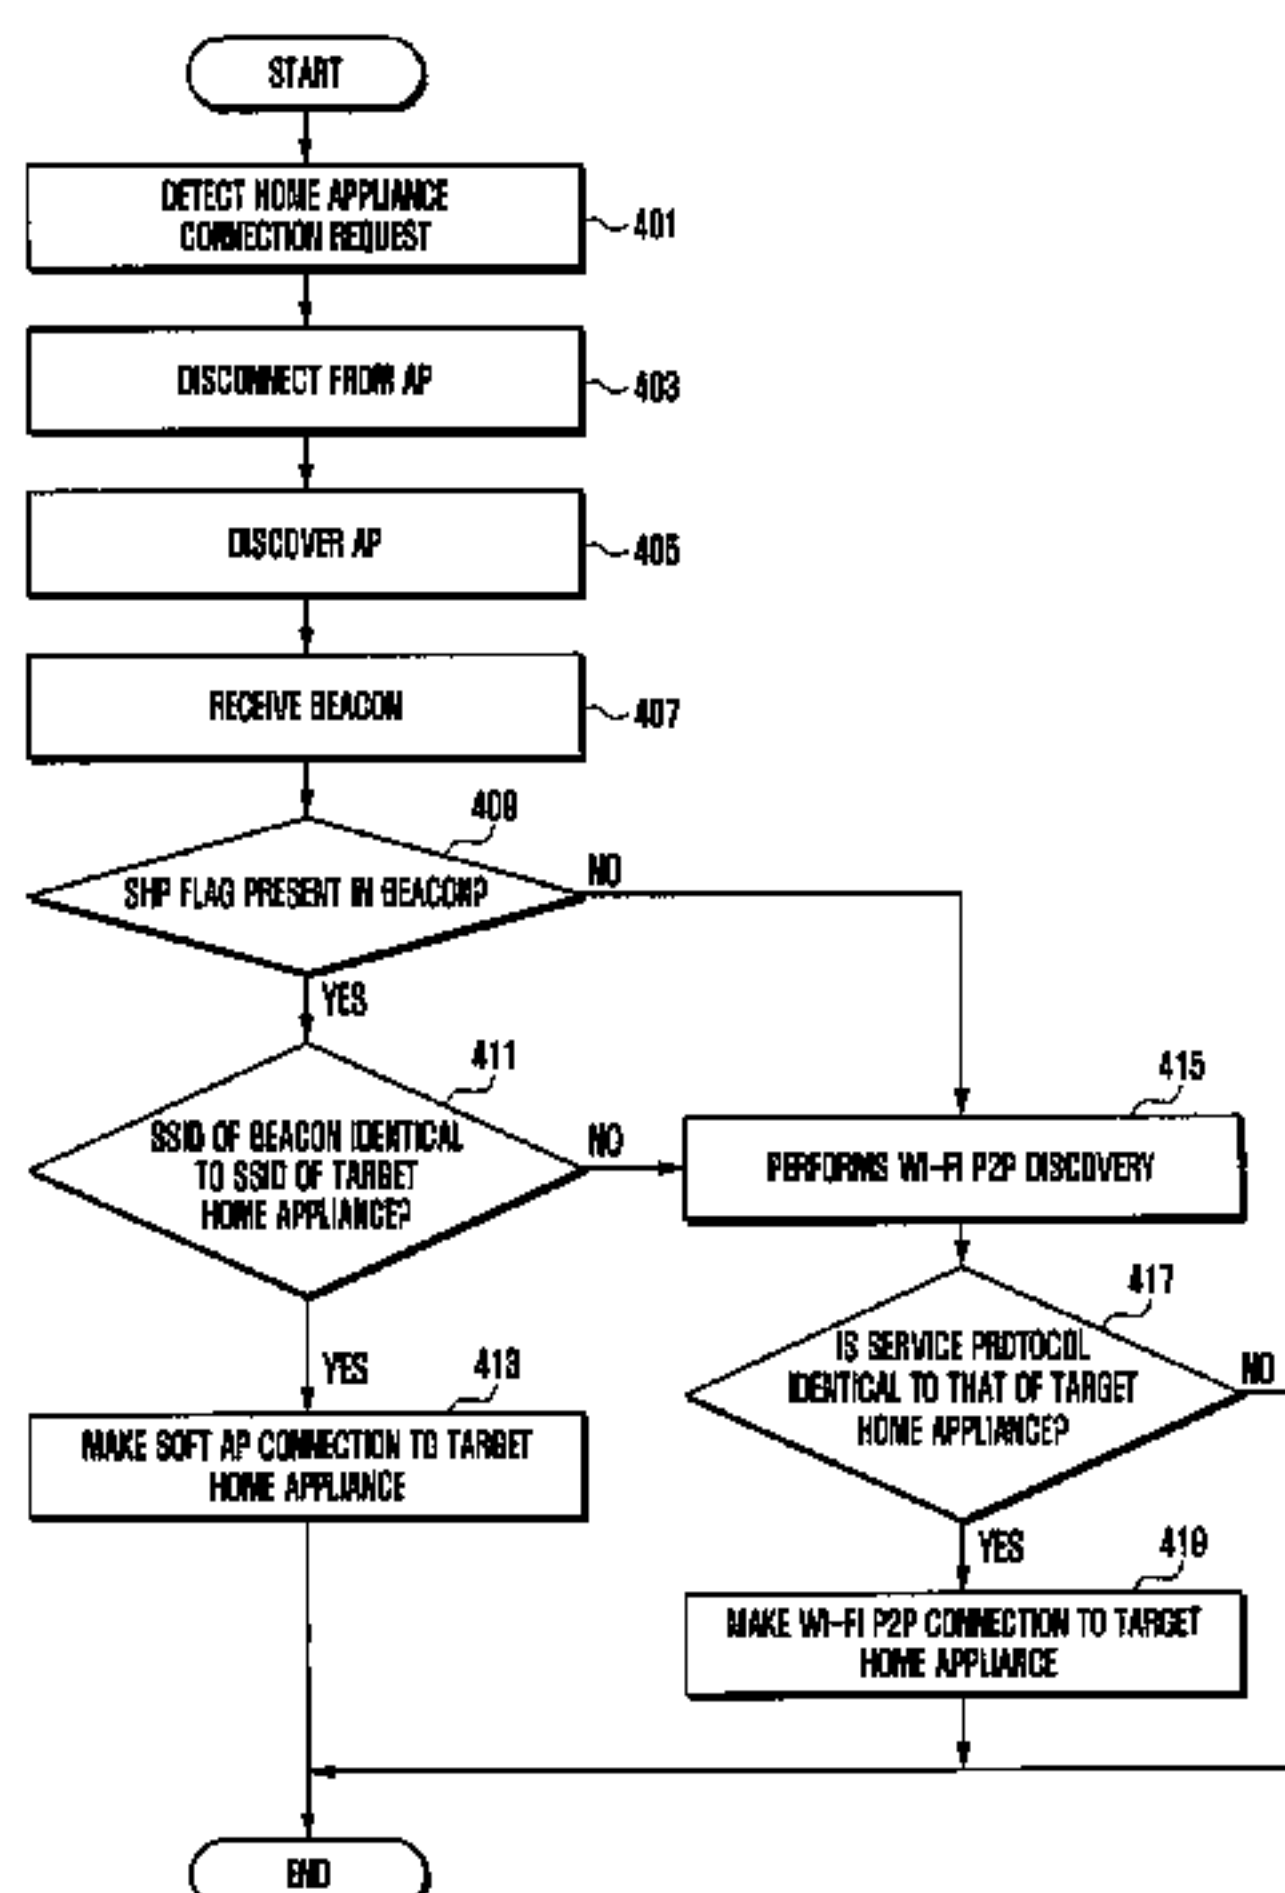 START
DETECT HOME APPLIANCE
CONNECTION REQUEST
401
DISCONNECT FROM AP
403
DISCOVER AP
405
RECEIVE BEACON
407
409
SHP FLAG PRESENT IN BEACON?
NO
YES
411
SSID OF BEACON IDENTICAL
TO SSID OF TARGET
HOME APPLIANCE?
NO
415
PERFORMS WI-FI P2P DISCOVERY
417
IS SERVICE PROTOCOL
IDENTICAL TO THAT OF TARGET
HOME APPLIANCE?
NO
YES
413
MAKE SOFT AP CONNECTION TO TARGET
HOME APPLIANCE
YES
419
MAKE WI-FI P2P CONNECTION TO TARGET
HOME APPLIANCE
END